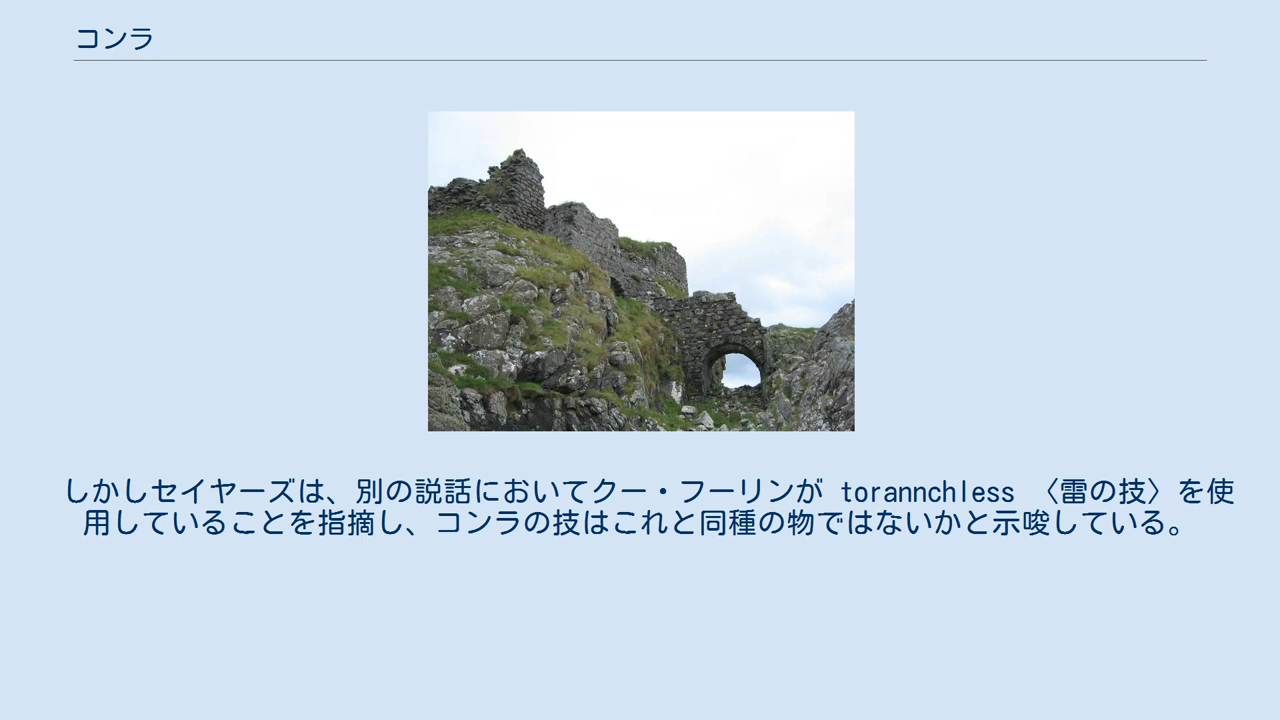 コンラ
しかしセイヤーズは、別の説話においてクー・フーリンが torannchless 〈雷の技〉を使
用していることを指摘し、コンラの技はこれと同種の物ではないかと示唆している。